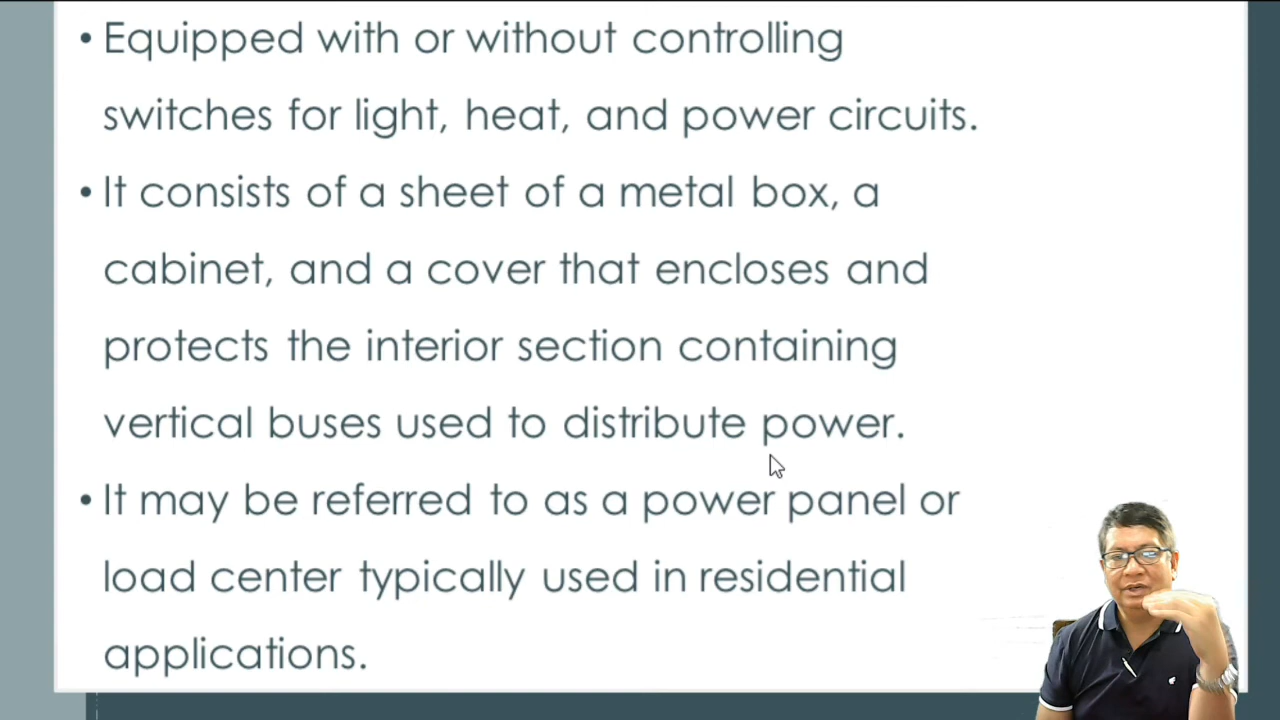 • Equipped with or without controlling
switches for light, heat, and power circuits.
• It consists of a sheet of a metal box, a
cabinet, and a cover that encloses and
protects the interior section containing
vertical buses used to distribute power.
• It may be referred to as a power panel or
load center typically used in residential
applications.